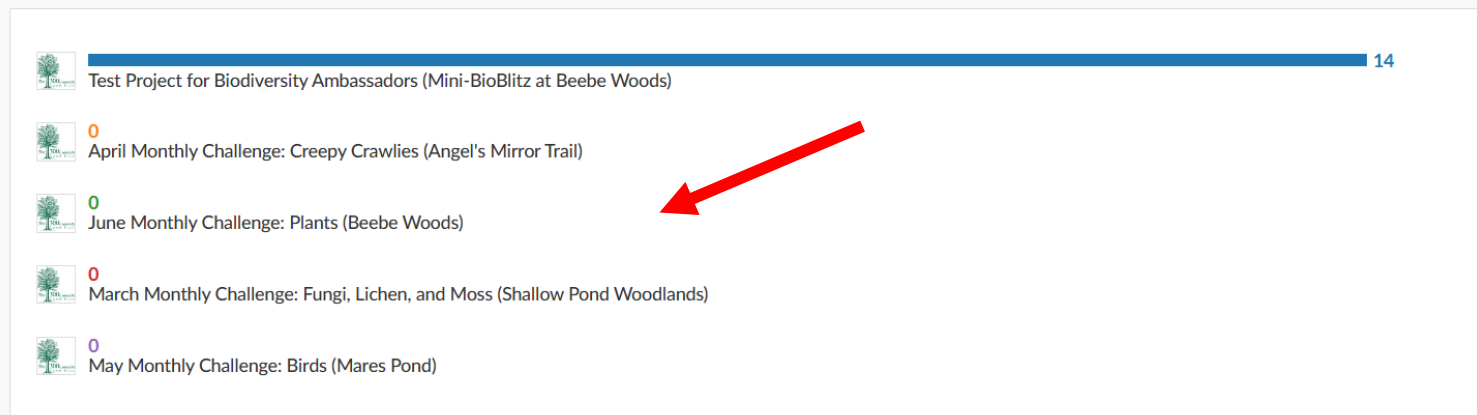 14
Test Project for Biodiversity Ambassadors (Mini-BioBlitz at Beebe Woods)
0
April Monthly Challenge: Creepy Crawlies (Angel's Mirror Trail)
0
June Monthly Challenge: Plants (Beebe Woods)
0
March Monthly Challenge: Fungi, Lichen, and Moss (Shallow Pond Woodlands)
0
May Monthly Challenge: Birds (Mares Pond)